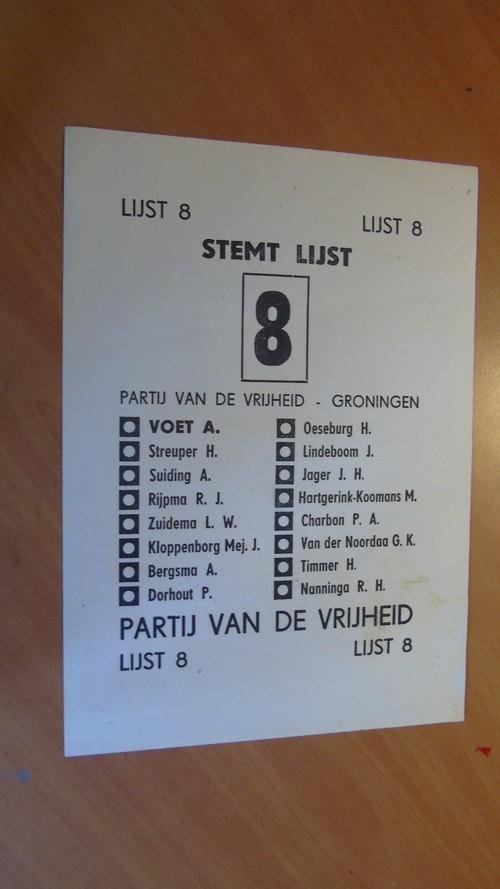 LIJST 8
LIJST 8
STEMT LIJST
8
PARTIJ VAN DE VRIJHEID - GRONINGEN
VOET A.
Streuper H.
Suiding A.
Rijpma R. J.
Zuidema L. W.
Kloppenborg Mej. J.
Bergsma A.
Dorhout P.
Oeseburg H.
Lindeboom J.
Jager J. H.
Hartgerink-Koomans M.
Charbon P. A.
Van der Noordaa G. K.
Timmer H.
Nanninga R. H.
PARTIJ VAN DE VRIJHEID
LIJST 8
LIJST 8